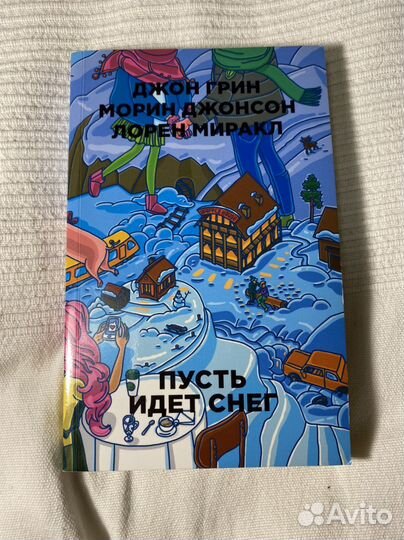 ДЖОН ГРИН
МОРИН ДЖОНСОН
ЛОРЕН МИРАКЛ
ПУСТЬ
ИДЕТ СНЕГ
Avito